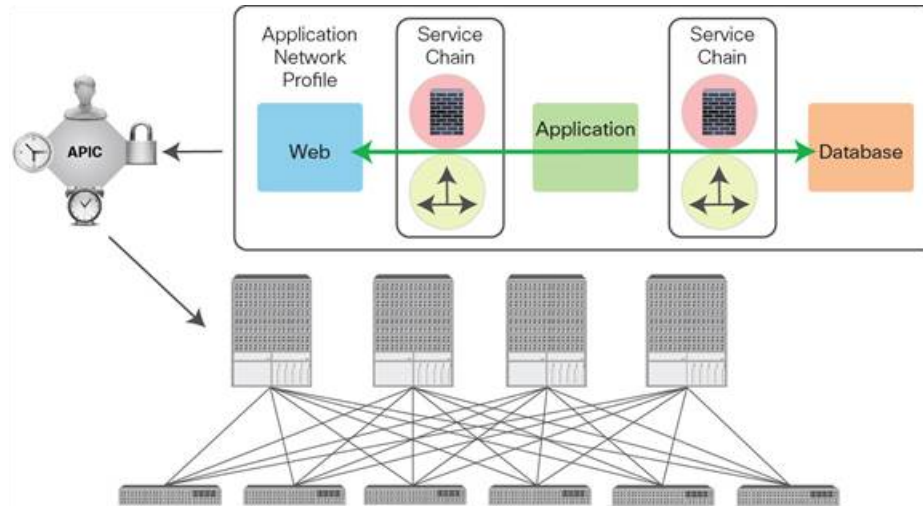 Application
Network
Profile
Service
Chain
Service
Chain
APIC
Web
Application
Database